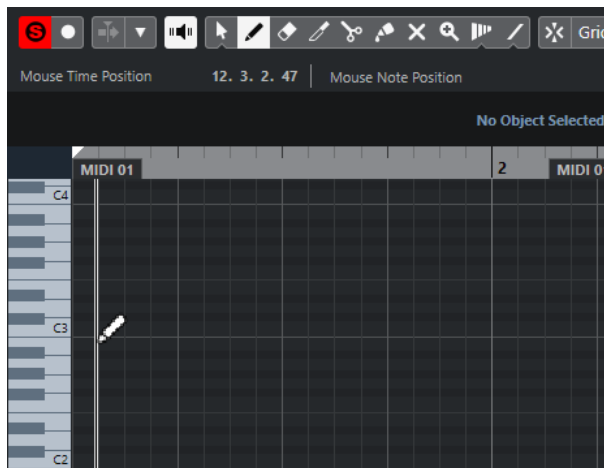 S
Grid
Mouse Time Position 12. 3. 2. 47 Mouse Note Position
No Object Selected
2
MIDI 01 MIDI 0
C4
C3
C2